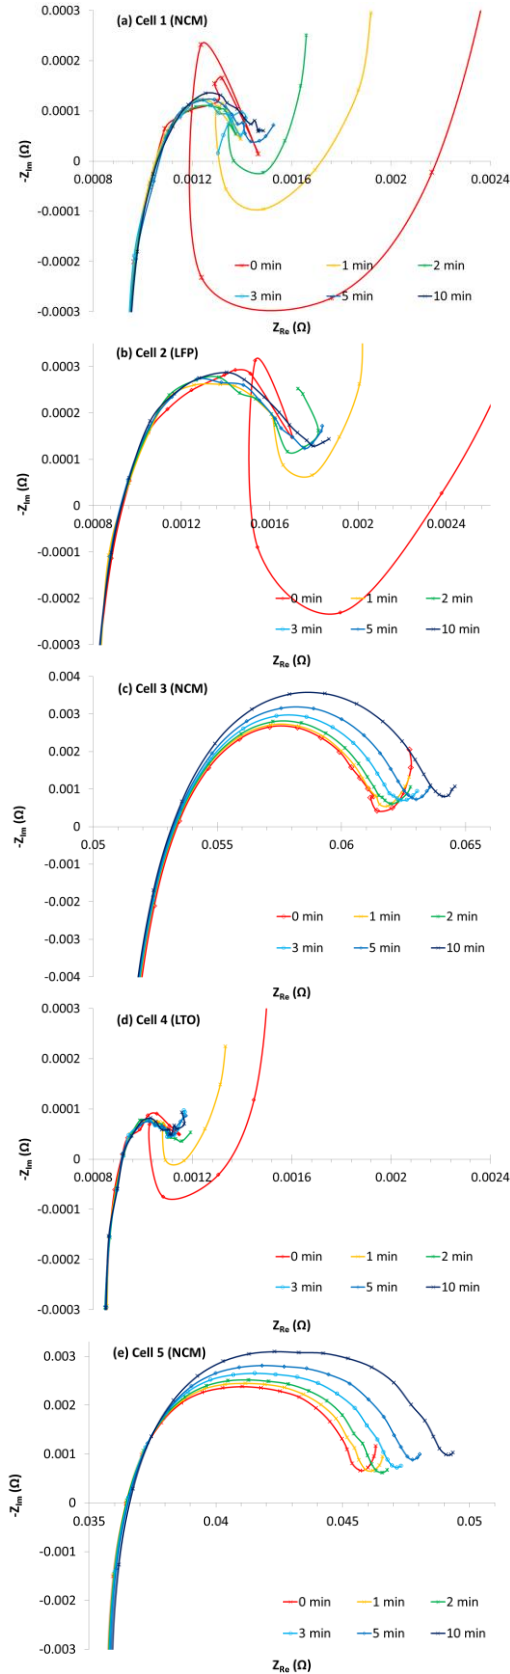 (a) Cell 1 (NCM)
0.0003
0.0002
0.0001
0
-0.0001
-0.0002
-0.0003
0.0008 0.0012 0.0016 0.002 0.0024
-ZIm (Ω)
0 min 1 min 2 min
3 min 5 min 10 min
ZRe (Ω)
(b) Cell 2 (LFP)
0.0003
0.0002
0.0001
0
-0.0001
-0.0002
-0.0003
0.0008 0.0012 0.0016 0.002 0.0024
-ZIm (Ω)
0 min 1 min 2 min
3 min 5 min 10 min
ZRe (Ω)
(c) Cell 3 (NCM)
0.004
0.003
0.002
0.001
0
-0.001
-0.002
-0.003
-0.004
0.05 0.055 0.06 0.065
-ZIm (Ω)
0 min 1 min 2 min
3 min 5 min 10 min
ZRe (Ω)
(d) Cell 4 (LTO)
0.0003
0.0002
0.0001
0
-0.0001
-0.0002
-0.0003
0.0008 0.0012 0.0016 0.002 0.0024
-ZIm (Ω)
0 min 1 min 2 min
3 min 5 min 10 min
ZRe (Ω)
(e) Cell 5 (NCM)
0.003
0.002
0.001
0
-0.001
-0.002
-0.003
0.035 0.04 0.045 0.05
-ZIm (Ω)
0 min 1 min 2 min
3 min 5 min 10 min
ZRe (Ω)